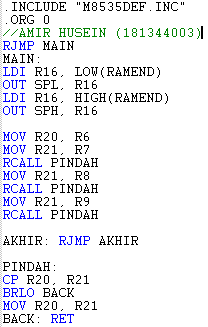 .INCLUDE "M8535DEF.INC"
.ORG 0
//AMIR HUSEIN (181344003)
RJMP MAIN
MAIN:
LDI R16, LOW(RAMEND)
OUT SPL, R16
LDI R16, HIGH(RAMEND)
OUT SPH, R16
MOV R20, R6
MOV R21, R7
RCALL PINDAH
MOV R21, R8
RCALL PINDAH
MOV R21, R9
RCALL PINDAH
AKHIR: RJMP AKHIR
PINDAH:
CP R20, R21
BRLO BACK
MOV R20, R21
BACK: RET